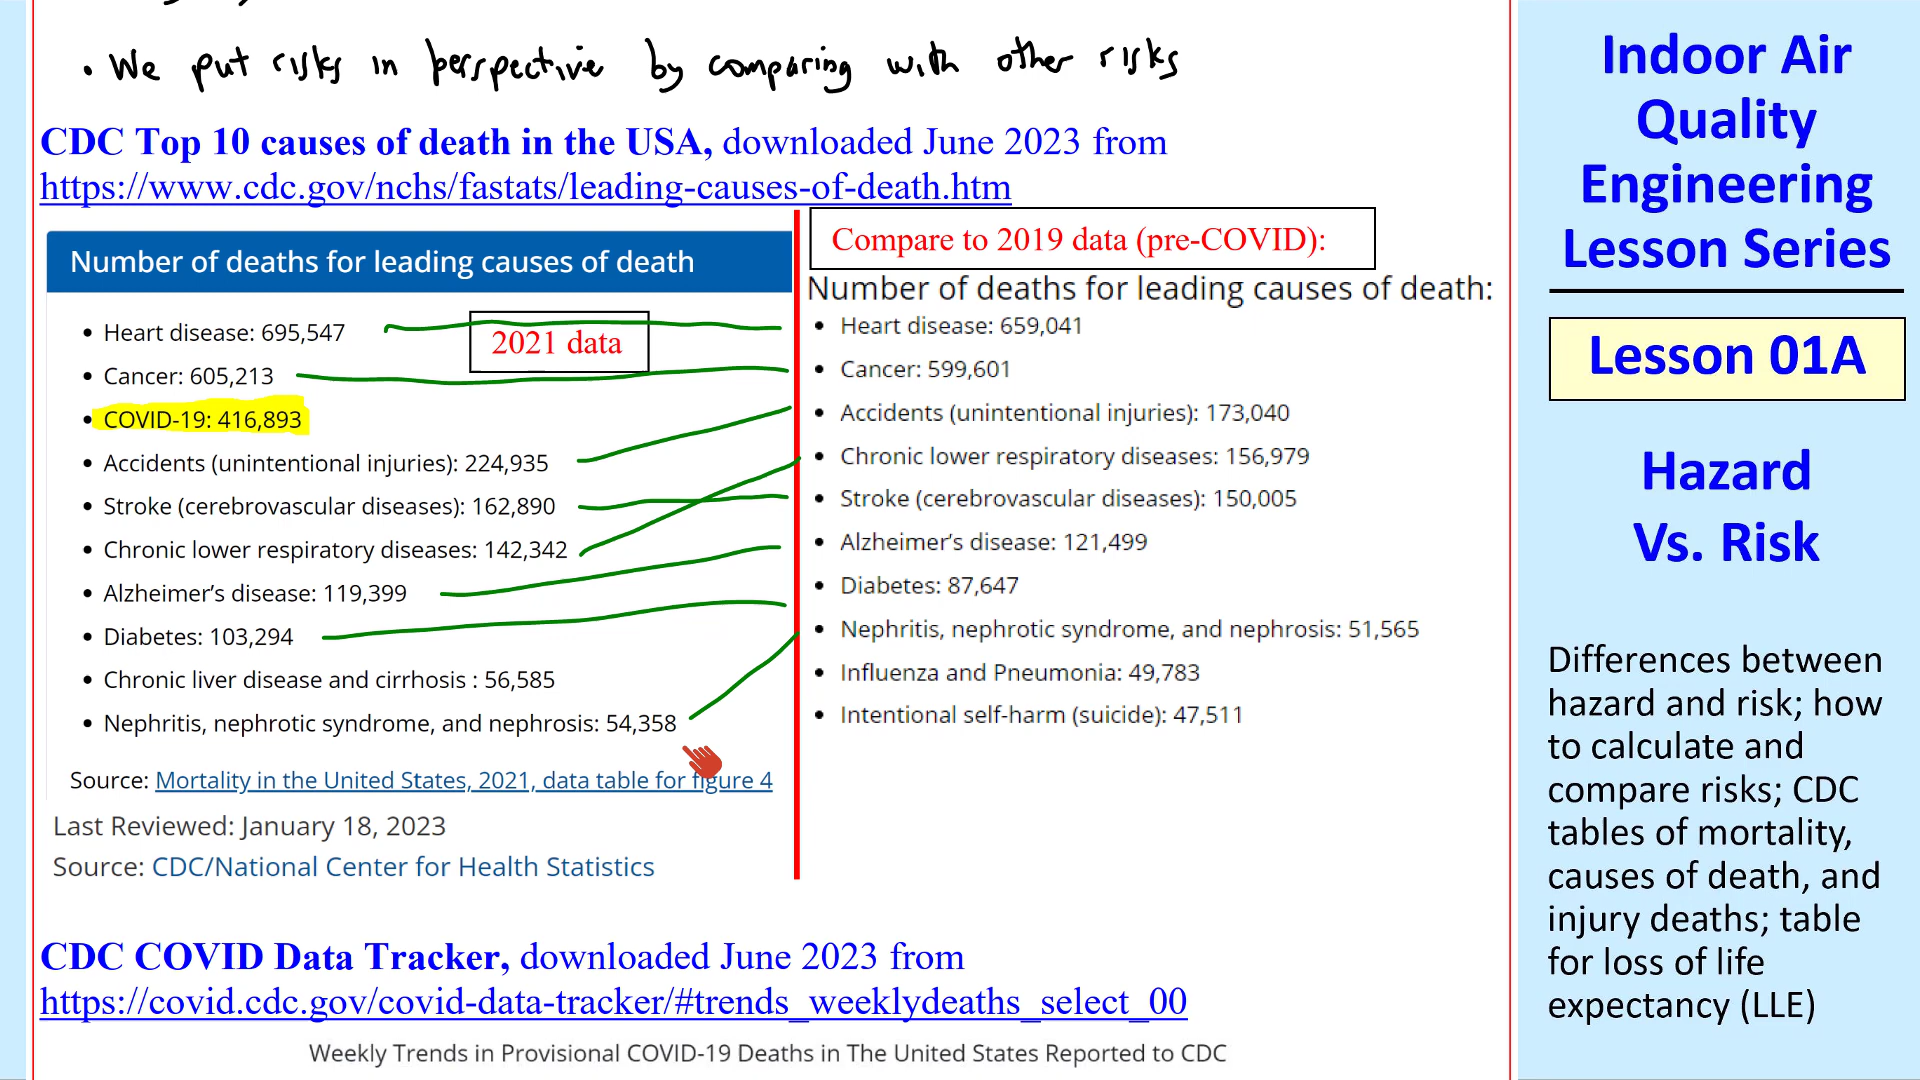 • We put risks in perspective by comparing with other risks
CDC Top 10 causes of death in the USA, downloaded June 2023 from
https://www.cdc.gov/nchs/fastats/leading-causes-of-death.htm
Number of deaths for leading causes of death
2021 data
• Heart disease: 695,547
• Cancer: 605,213
• COVID-19: 416,893
• Accidents (unintentional injuries): 224,935
• Stroke (cerebrovascular diseases): 162,890
• Chronic lower respiratory diseases: 142,342
• Alzheimer's disease: 119,399
• Diabetes: 103,294
• Chronic liver disease and cirrhosis : 56,585
• Nephritis, nephrotic syndrome, and nephrosis: 54,358
Source: Mortality in the United States, 2021, data table for figure 4
Last Reviewed: January 18, 2023
Source: CDC/National Center for Health Statistics
Compare to 2019 data (pre-COVID):
Number of deaths for leading causes of death:
• Heart disease: 659,041
• Cancer: 599,601
• Accidents (unintentional injuries): 173,040
• Chronic lower respiratory diseases: 156,979
• Stroke (cerebrovascular diseases): 150,005
• Alzheimer's disease: 121,499
• Diabetes: 87,647
• Nephritis, nephrotic syndrome, and nephrosis: 51,565
• Influenza and Pneumonia: 49,783
• Intentional self-harm (suicide): 47,511
CDC COVID Data Tracker, downloaded June 2023 from
https://covid.cdc.gov/covid-data-tracker/#trends_weeklydeaths_select_00
Weekly Trends in Provisional COVID-19 Deaths in The United States Reported to CDC
Indoor Air
Quality
Engineering
Lesson Series
Lesson 01A
Hazard
Vs. Risk
Differences between
hazard and risk; how
to calculate and
compare risks; CDC
tables of mortality,
causes of death, and
injury deaths; table
for loss of life
expectancy (LLE)